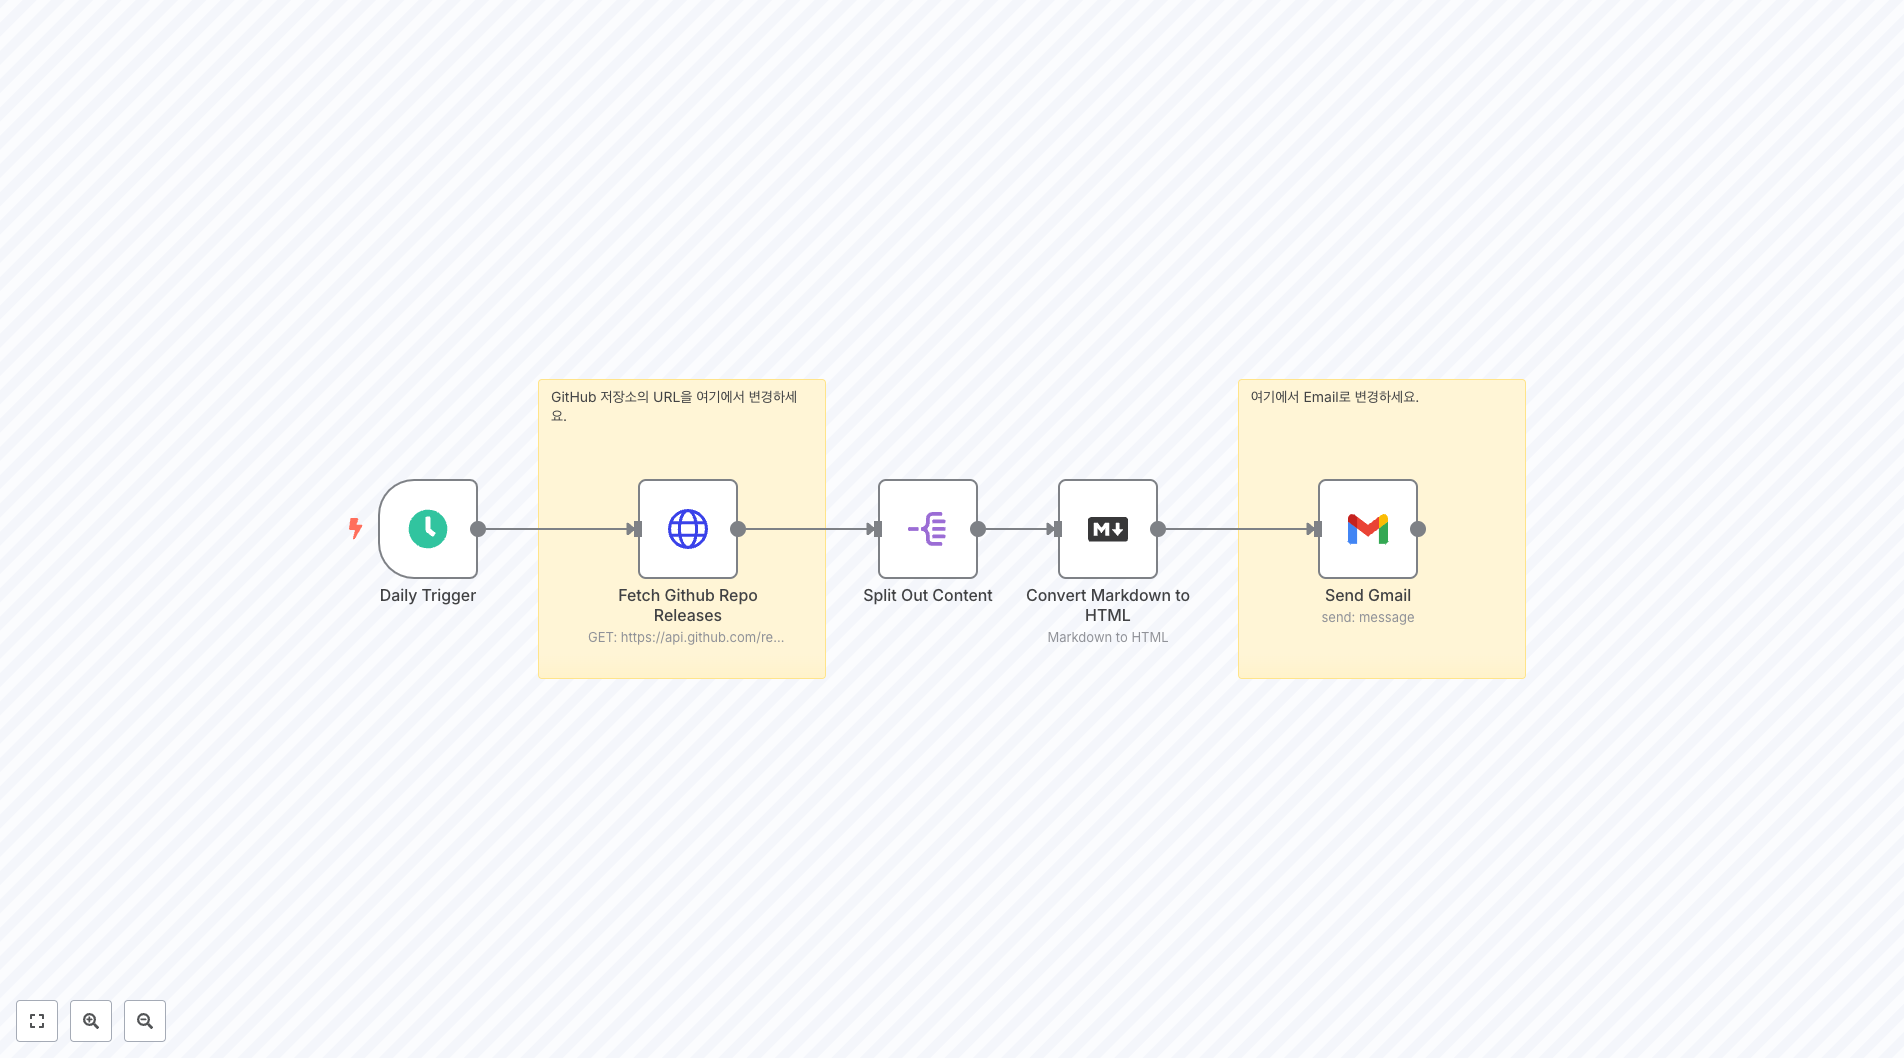 GitHub 저장소의 URL을 여기에서 변경하세
요.
여기에서 Email로 변경하세요.
Daily Trigger
Fetch Github Repo
Releases
GET: https://api.github.com/re...
Split Out Content
M
Convert Markdown to
HTML
Markdown to HTML
Send Gmail
send: message